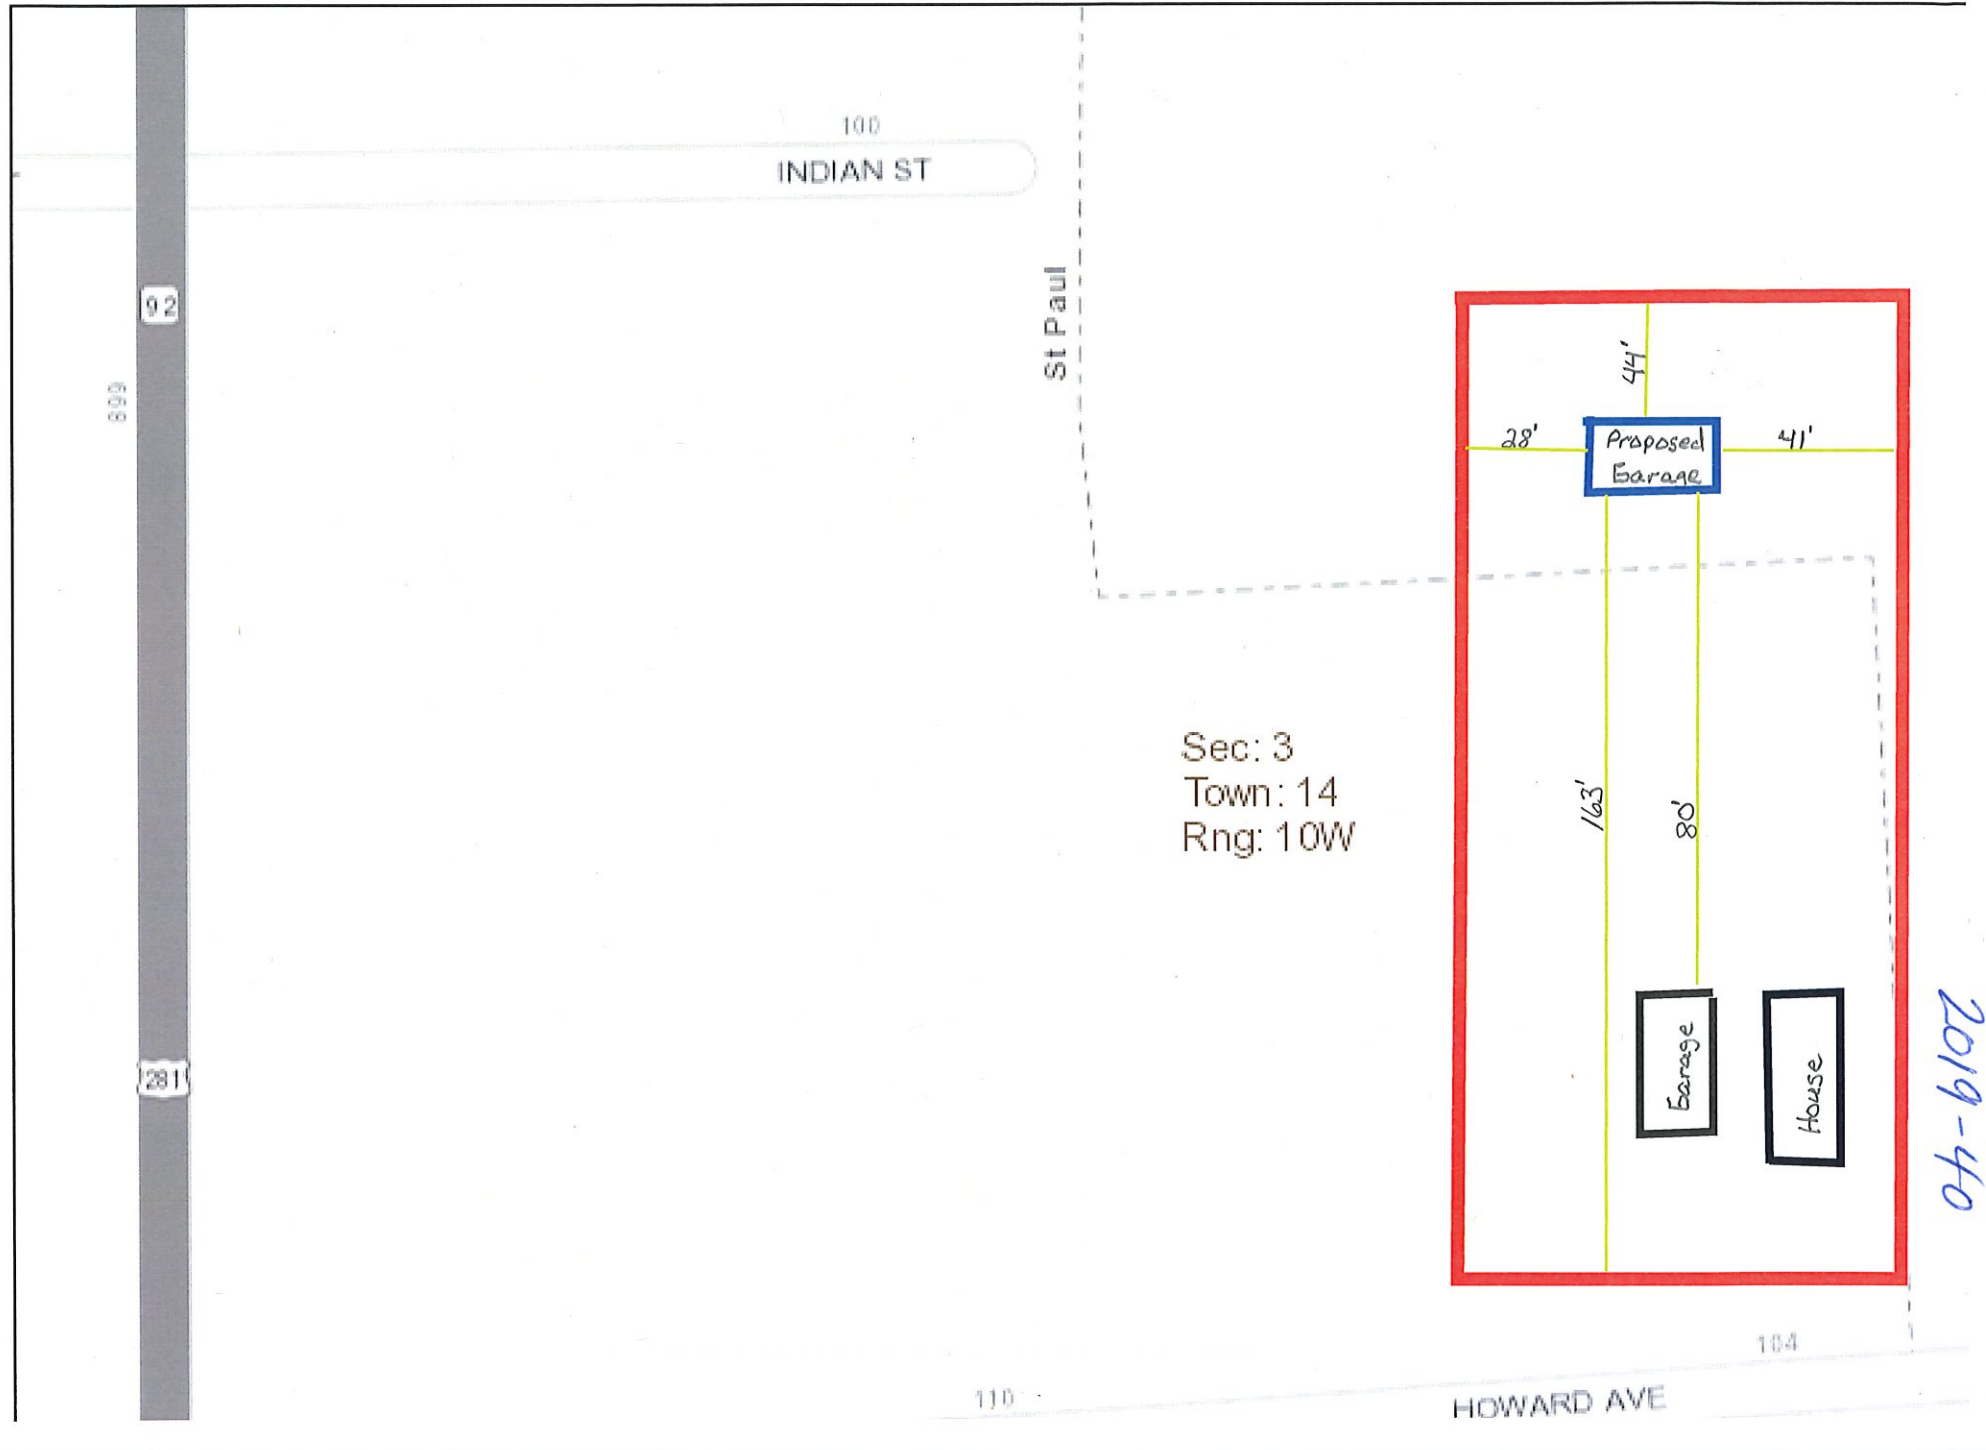 100
INDIAN ST
92
899
St Paul
44'
28'
Proposed
Garage
41'
Sec: 3
Town: 14
Rng: 10W
163'
80'
Garage
House
2019-40
281
104
110
HOWARD AVE